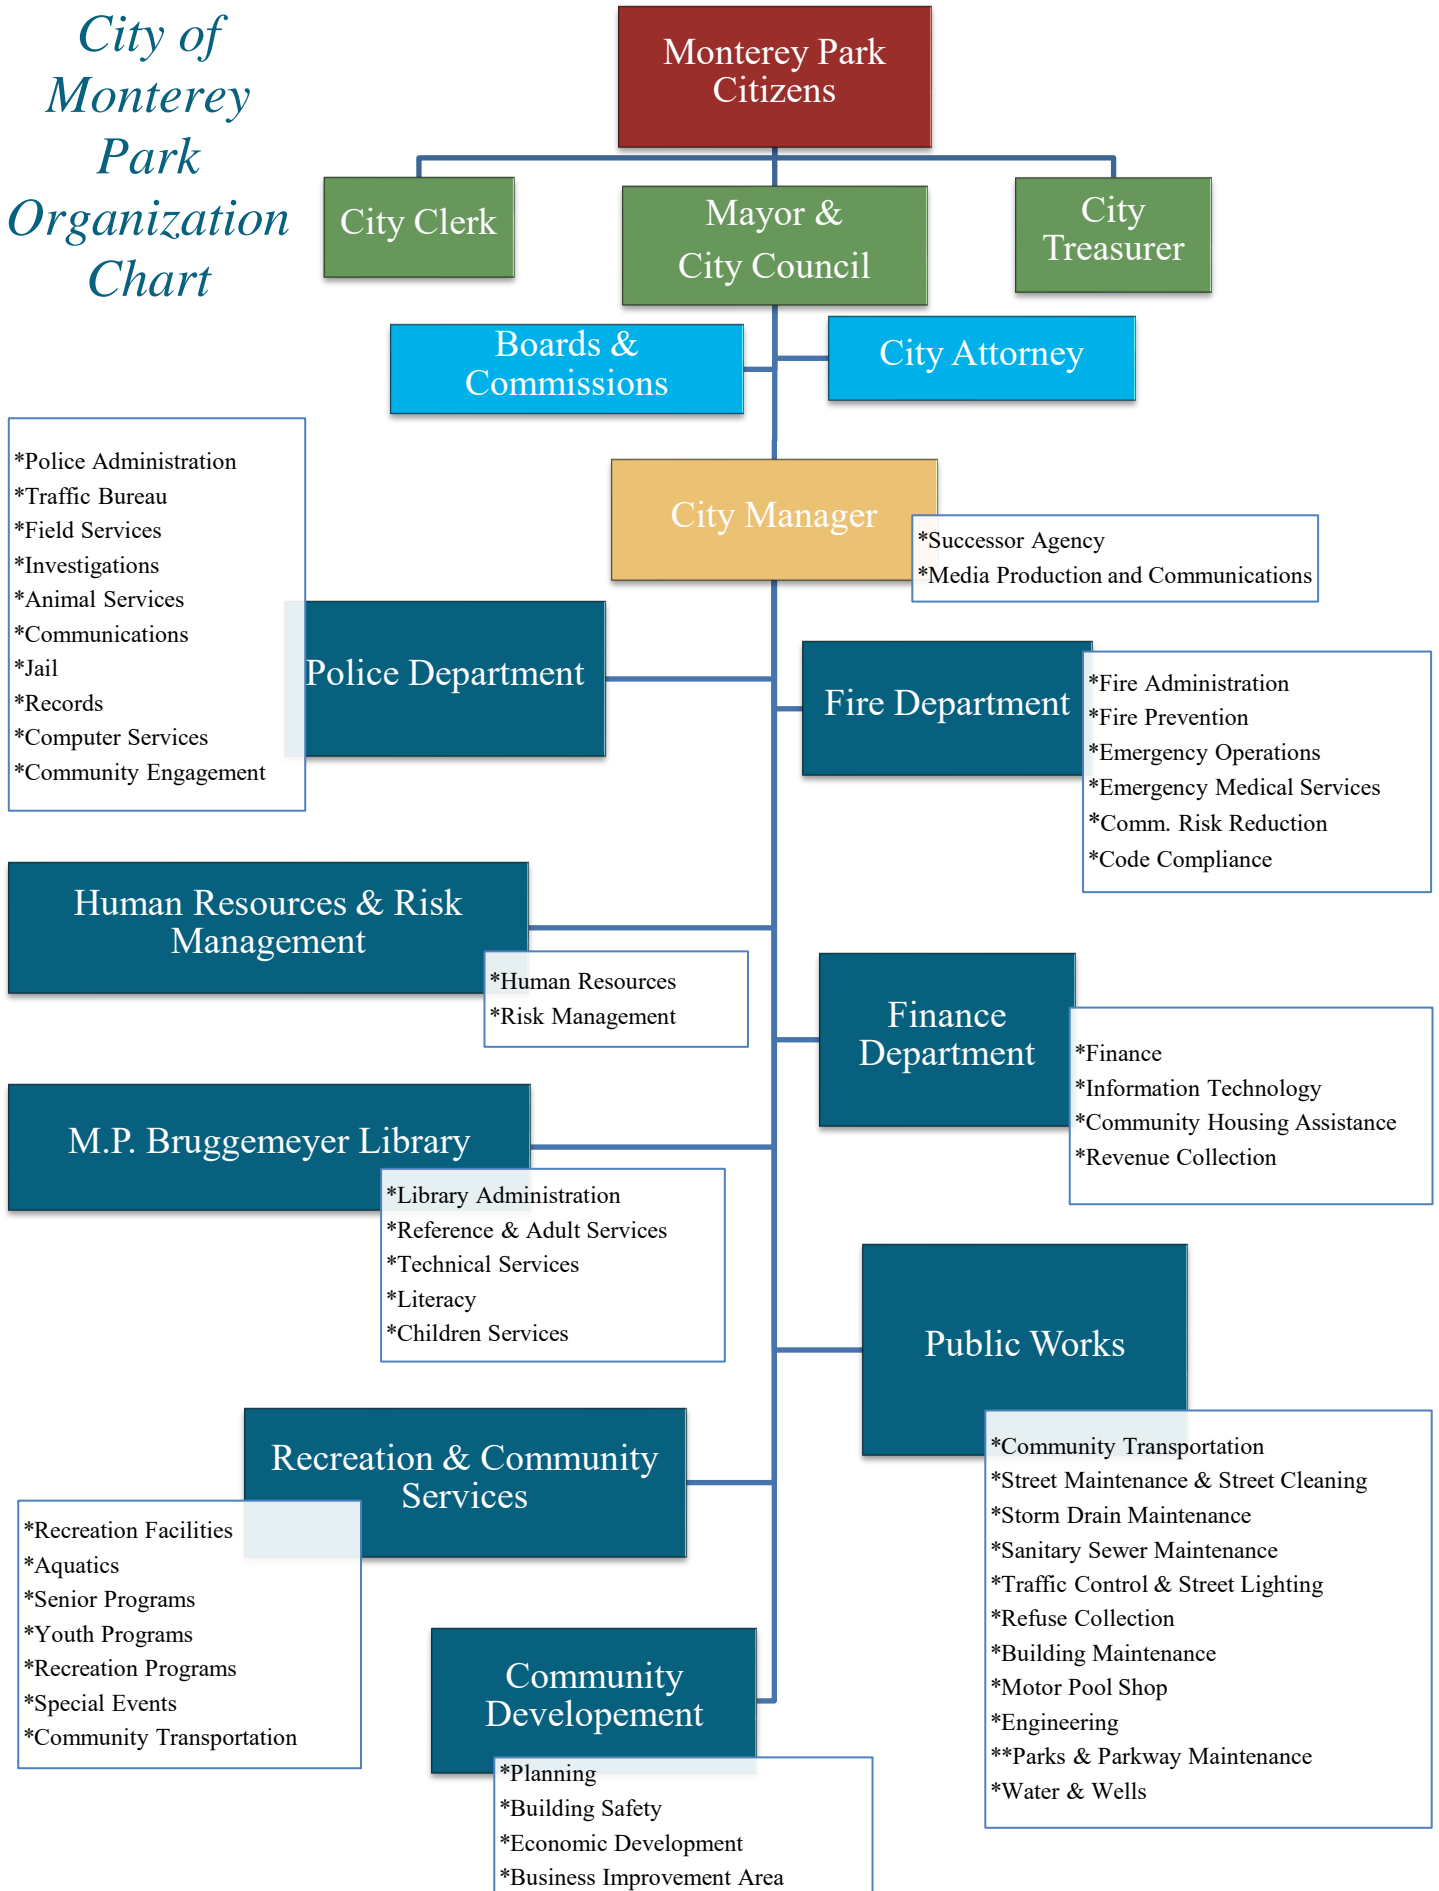 City of
Monterey
Park
Organization
Chart
Monterey Park
Citizens
City Clerk
Mayor &
City Council
City
Treasurer
Boards &
Commissions
City Attorney
City Manager
*Successor Agency
*Media Production and Communications
*Police Administration
*Traffic Bureau
*Field Services
*Investigations
*Animal Services
*Communications
*Jail
*Records
*Computer Services
*Community Engagement
Police Department
Fire Department
*Fire Administration
*Fire Prevention
*Emergency Operations
*Emergency Medical Services
*Comm. Risk Reduction
*Code Compliance
Human Resources & Risk
Management
*Human Resources
*Risk Management
Finance
Department
*Finance
*Information Technology
*Community Housing Assistance
*Revenue Collection
M.P. Bruggemeyer Library
*Library Administration
*Reference & Adult Services
*Technical Services
*Literacy
*Children Services
Public Works
*Community Transportation
*Street Maintenance & Street Cleaning
*Storm Drain Maintenance
*Sanitary Sewer Maintenance
*Traffic Control & Street Lighting
*Refuse Collection
*Building Maintenance
*Motor Pool Shop
*Engineering
**Parks & Parkway Maintenance
*Water & Wells
Recreation & Community
Services
*Recreation Facilities
*Aquatics
*Senior Programs
*Youth Programs
*Recreation Programs
*Special Events
*Community Transportation
Community
Developement
*Planning
*Building Safety
*Economic Development
*Business Improvement Area